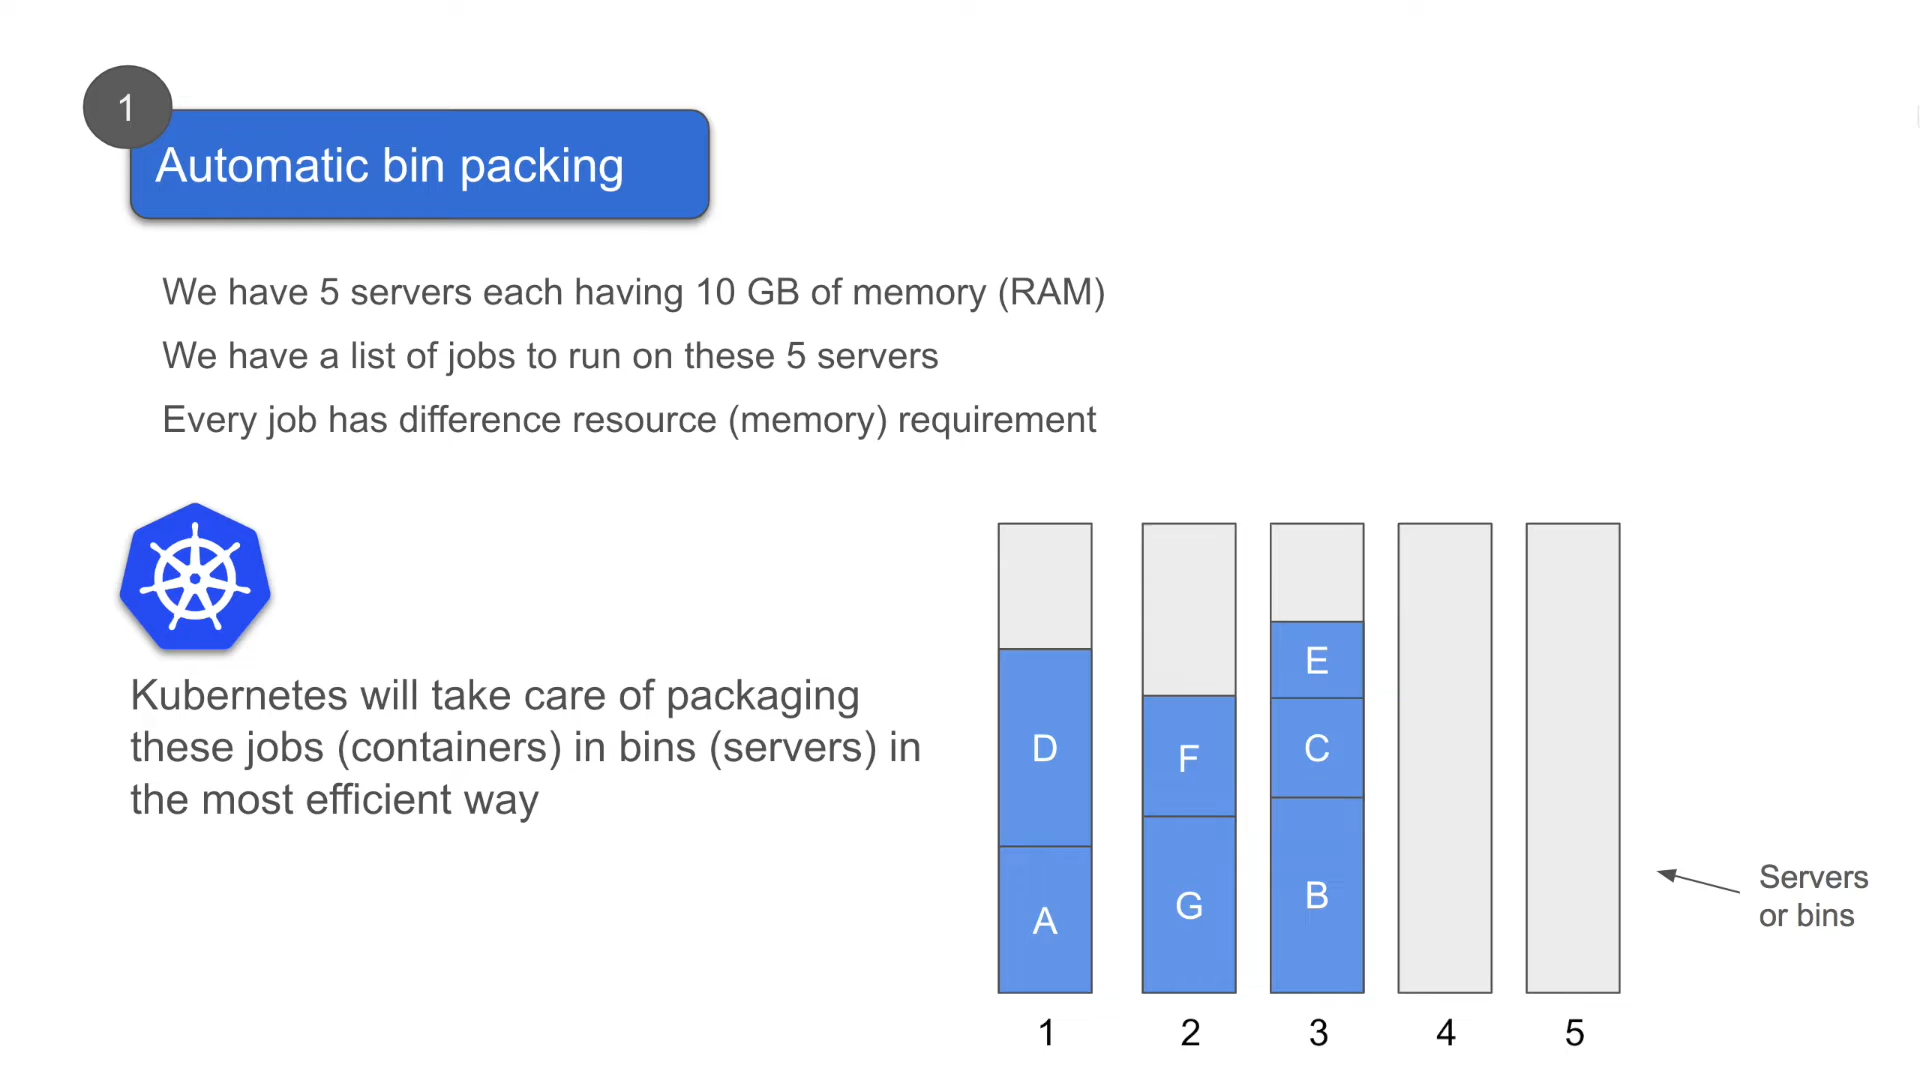 1
Automatic bin packing
We have 5 servers each having 10 GB of memory (RAM)
We have a list of jobs to run on these 5 servers
Every job has difference resource (memory) requirement
Kubernetes will take care of packaging
these jobs (containers) in bins (servers) in
the most efficient way
D
A
F
G
E
C
B
Servers
or bins
1 2 3 4 5